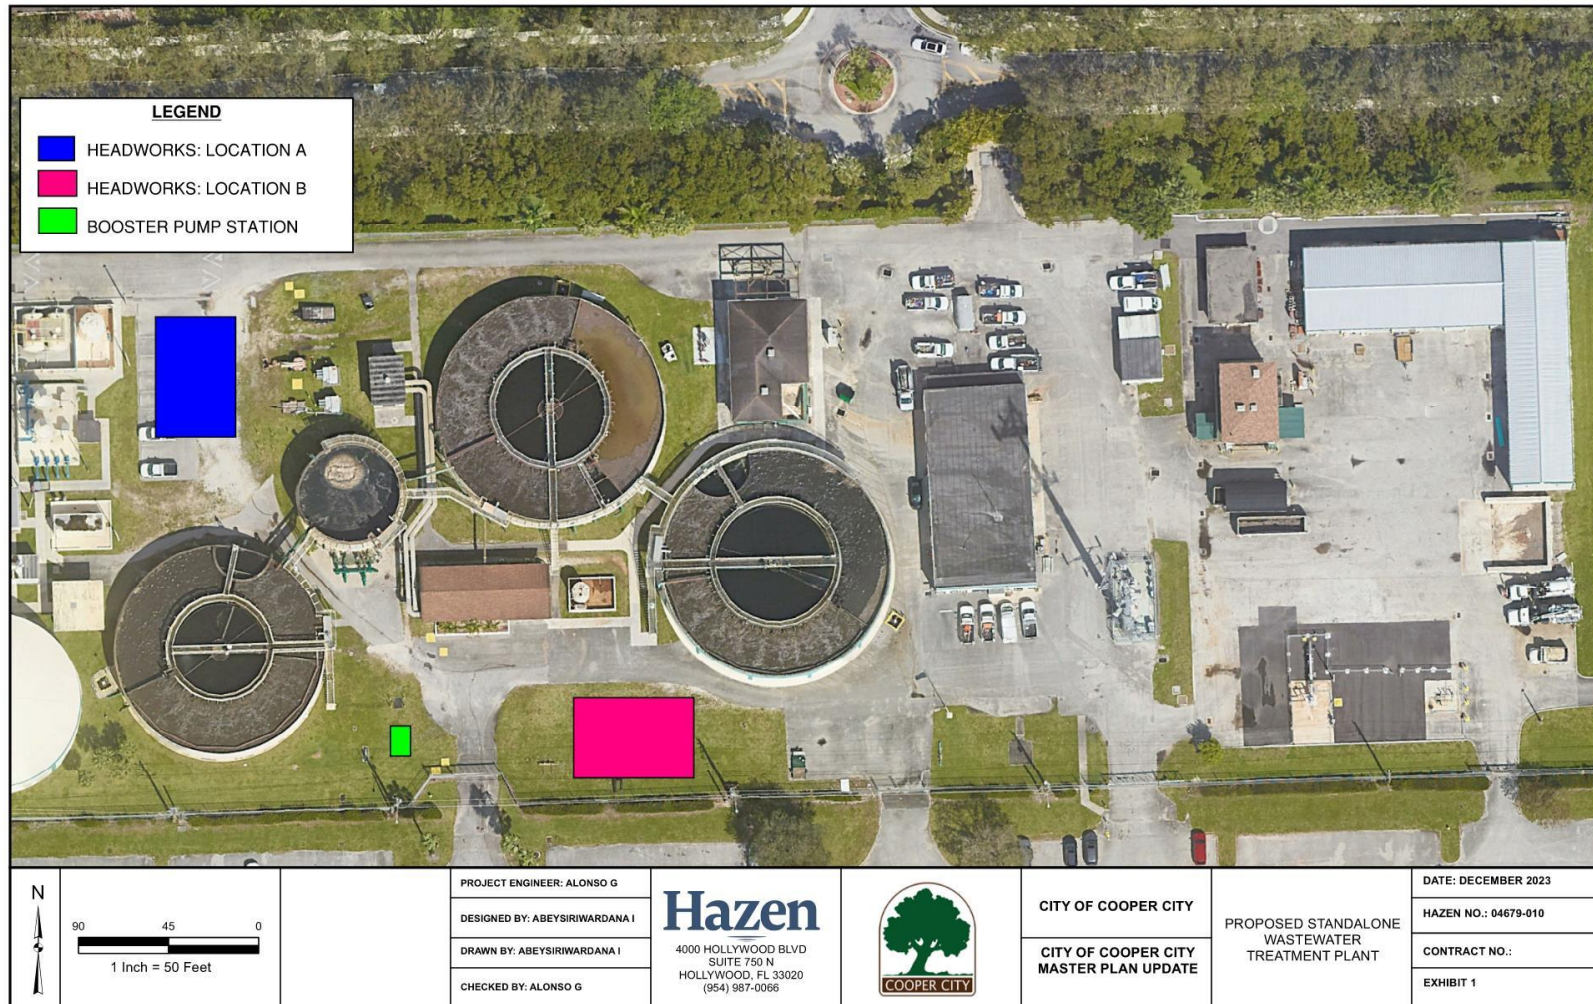 LEGEND
HEADWORKS: LOCATION A
HEADWORKS: LOCATION B
BOOSTER PUMP STATION
N
90 45 0
1 Inch = 50 Feet
PROJECT ENGINEER: ALONSO G
DESIGNED BY: ABEYSIRIWARDANA I
DRAWN BY: ABEYSIRIWARDANA I
CHECKED BY: ALONSO G
Hazen
4000 HOLLYWOOD BLVD
SUITE 750 N
HOLLYWOOD, FL 33020
(954) 987-0066
COOPER CITY
CITY OF COOPER CITY
CITY OF COOPER CITY
MASTER PLAN UPDATE
PROPOSED STANDALONE
WASTEWATER
TREATMENT PLANT
DATE: DECEMBER 2023
HAZEN NO.: 04679-010
CONTRACT NO.:
EXHIBIT 1